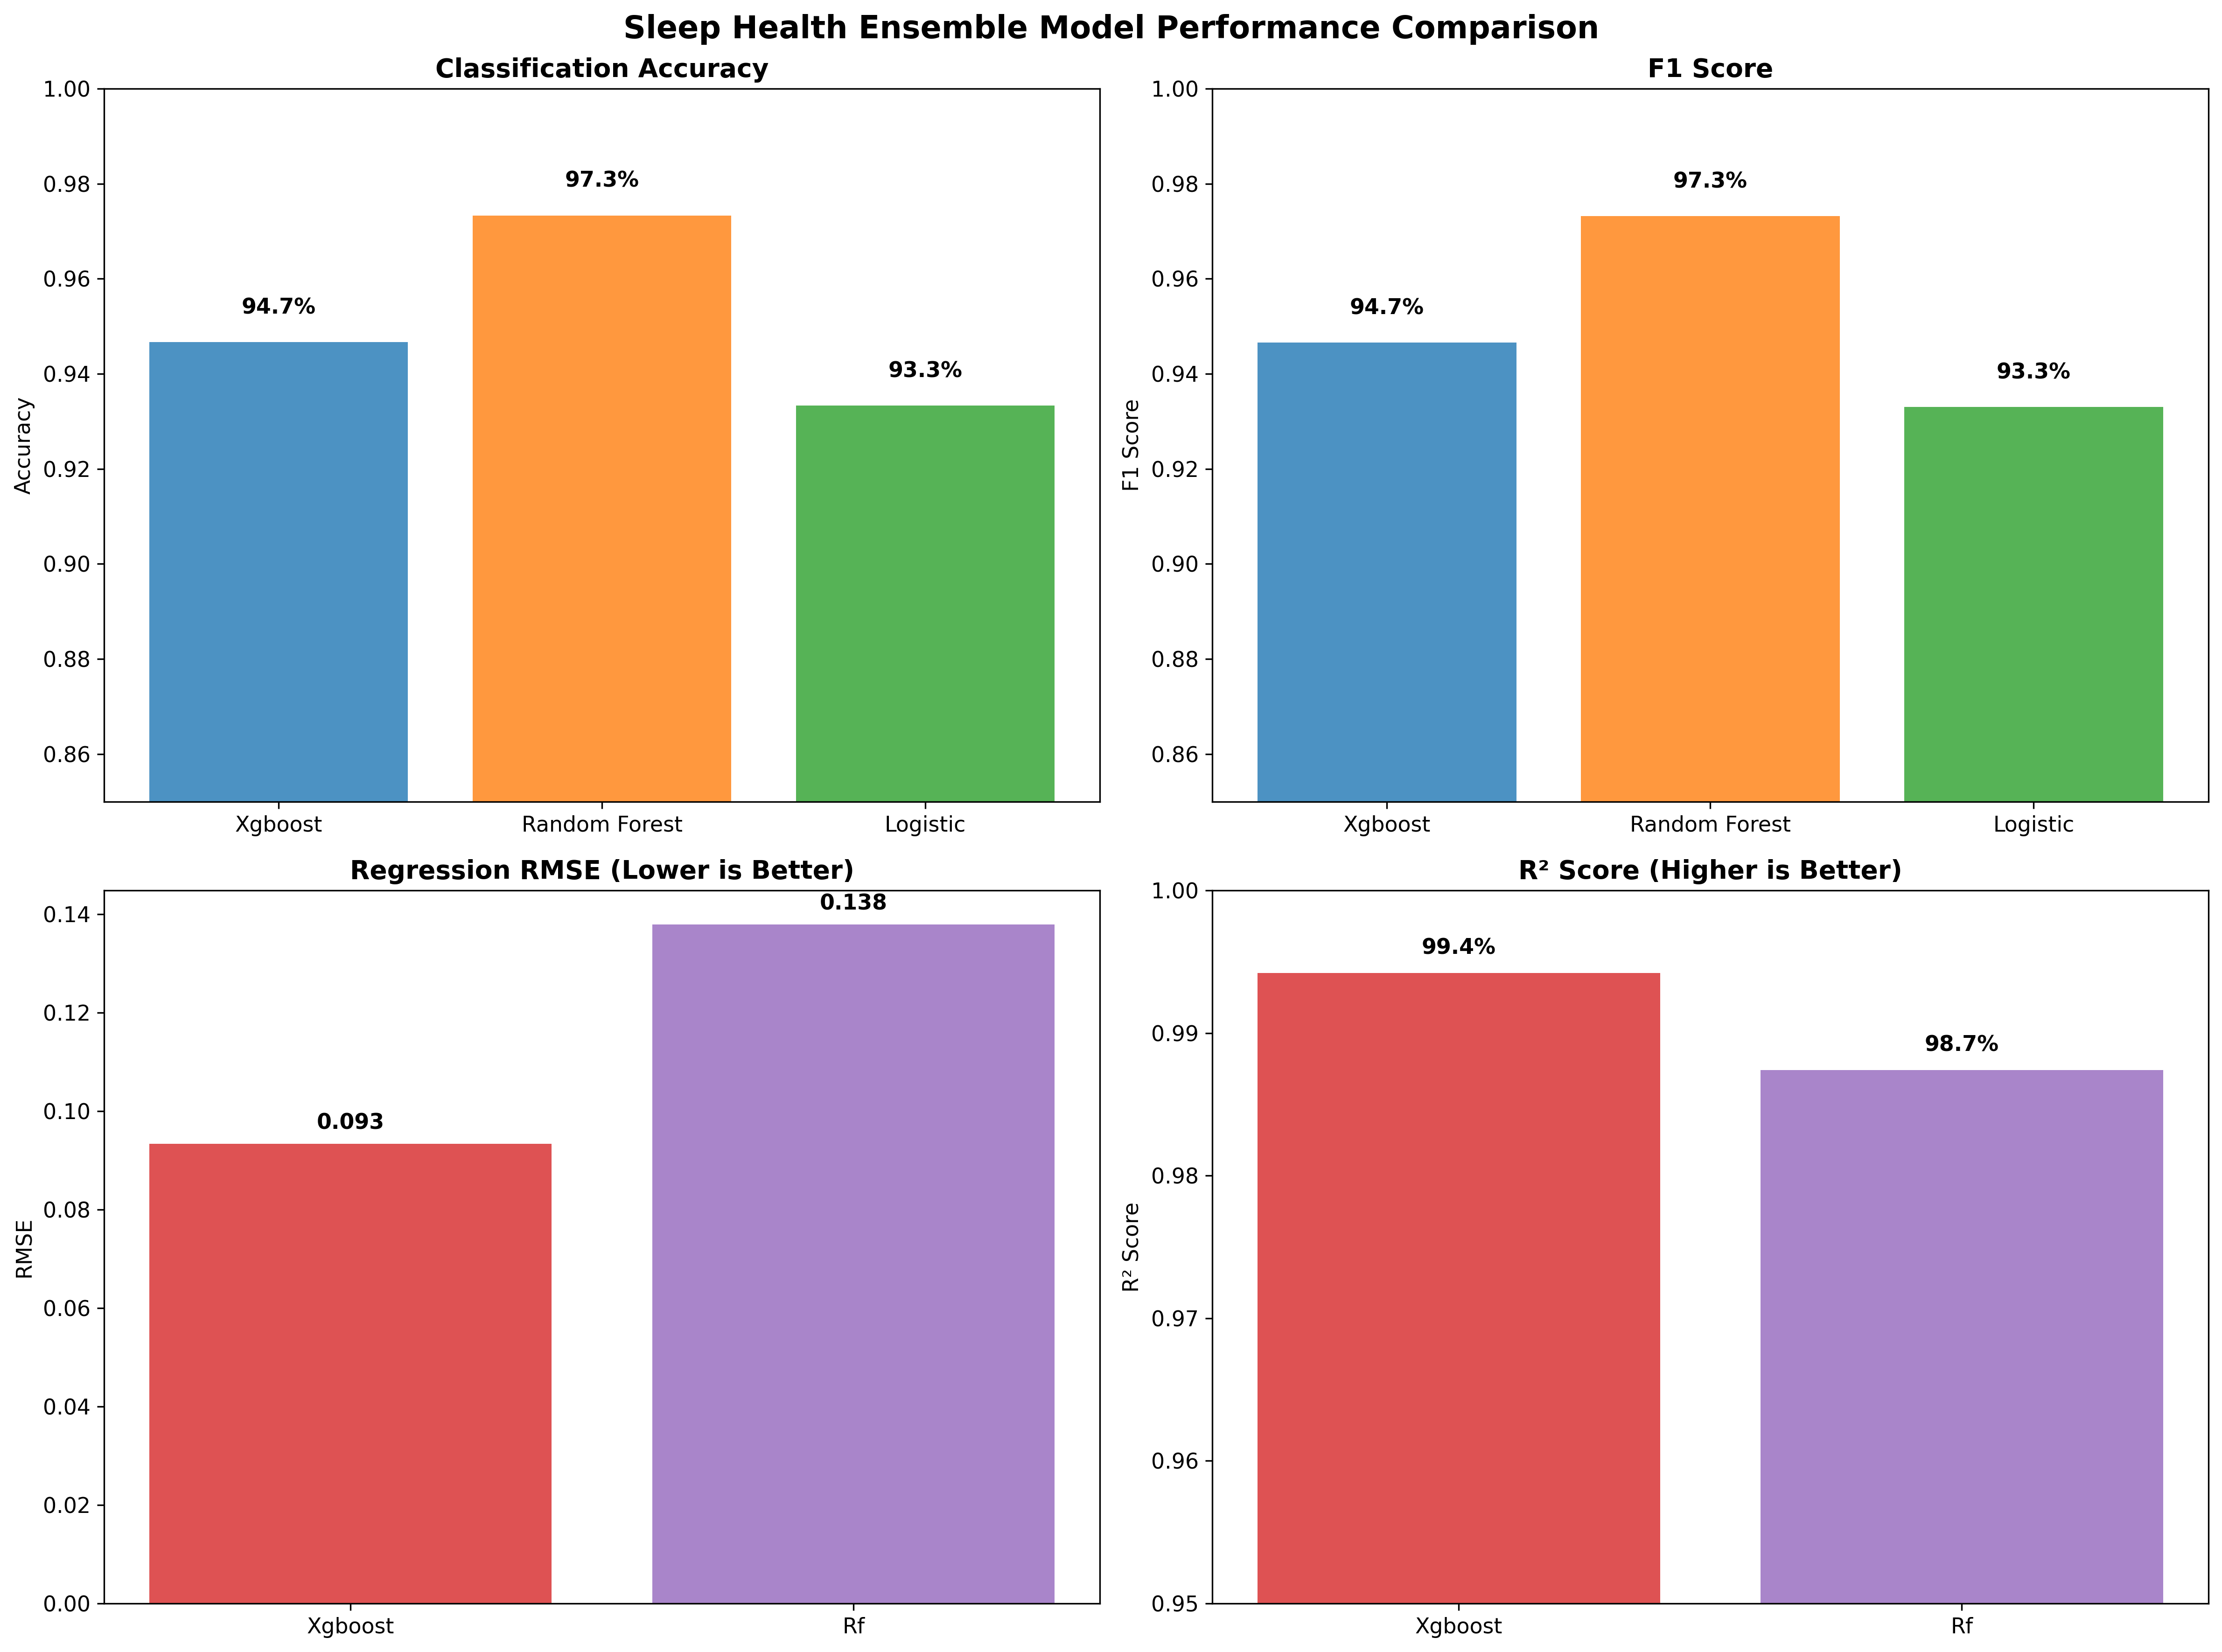 Sleep Health Ensemble Model Performance Comparison
Classification Accuracy
1.00
0.98
0.96
0.94
0.92
0.90
0.88
0.86
Accuracy
94.7%
97.3%
93.3%
Xgboost
Random Forest
Logistic
F1 Score
1.00
0.98
0.96
0.94
0.92
0.90
0.88
0.86
F1 Score
94.7%
97.3%
93.3%
Xgboost
Random Forest
Logistic
Regression RMSE (Lower is Better)
0.14
0.12
0.10
0.08
0.06
0.04
0.02
0.00
RMSE
0.093
0.138
Xgboost
Rf
R² Score (Higher is Better)
1.00
0.99
0.98
0.97
0.96
0.95
R² Score
99.4%
98.7%
Xgboost
Rf